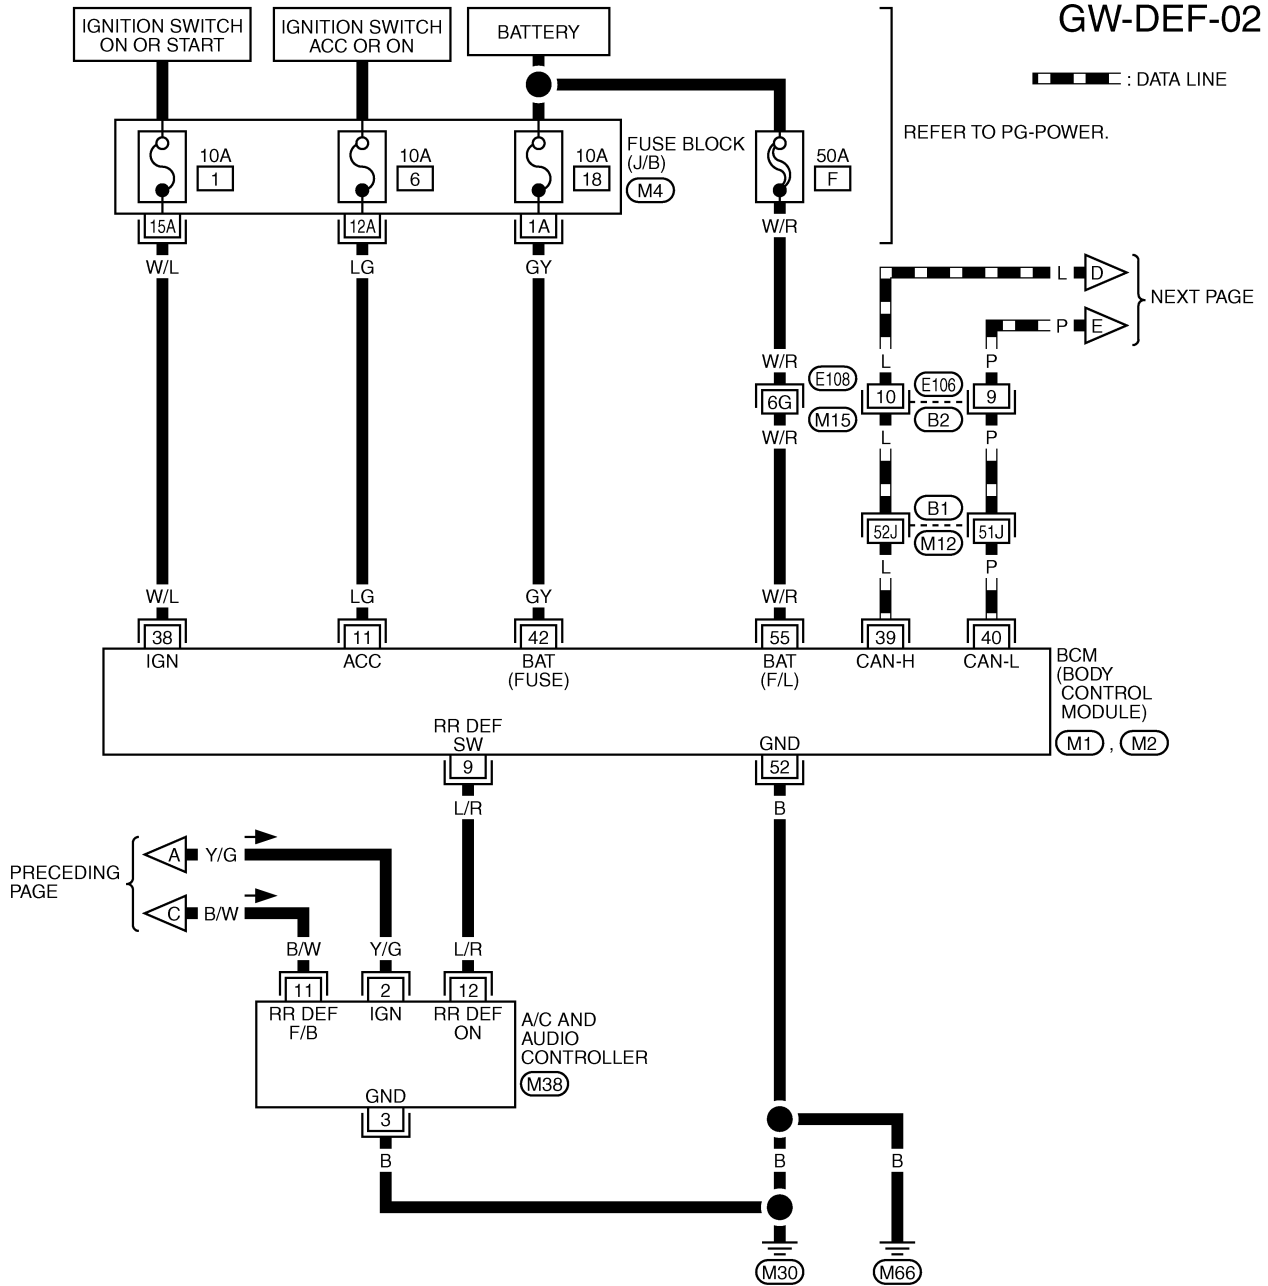 GW-DEF-02
IGNITION SWITCH
ON OR START
IGNITION SWITCH
ACC OR ON
BATTERY
: DATA LINE
REFER TO PG-POWER.
10A
1
10A
6
10A
18
FUSE BLOCK
(J/B)
M4
50A
F
15A
12A
1A
W/R
W/L
LG
GY
L
D
NEXT PAGE
P
E
W/R
E108
L
E106
P
6G
10
9
M15
B2
W/R
L
P
B1
52J
51J
M12
L
P
W/L
LG
GY
W/R
38
11
42
55
39
40
IGN
ACC
BAT
(FUSE)
BAT
(F/L)
CAN-H
CAN-L
BCM
(BODY
CONTROL
MODULE)
M1 , M2
RR DEF
SW
GND
9
52
L/R
B
PRECEDING
PAGE
A
Y/G
C
B/W
B/W
Y/G
L/R
11
2
12
RR DEF
F/B
IGN
RR DEF
ON
A/C AND
AUDIO
CONTROLLER
M38
GND
3
B
B
B
M30
M66